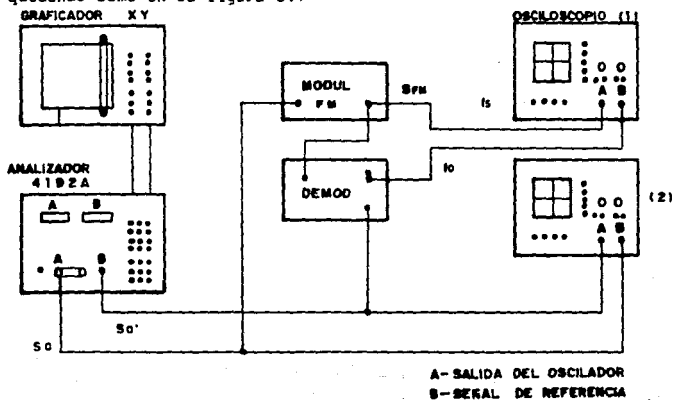 GRAFICADOR X Y
OSCILOSCOPIO (1)
MODUL
FM
SFM
fs
A B
DEMOD
fo
ANALIZADOR
4192A
A B
A B
(2)
A B
So'
So
A-SALIDA DEL OSCILADOR
B-SEÑAL DE REFERENCIA